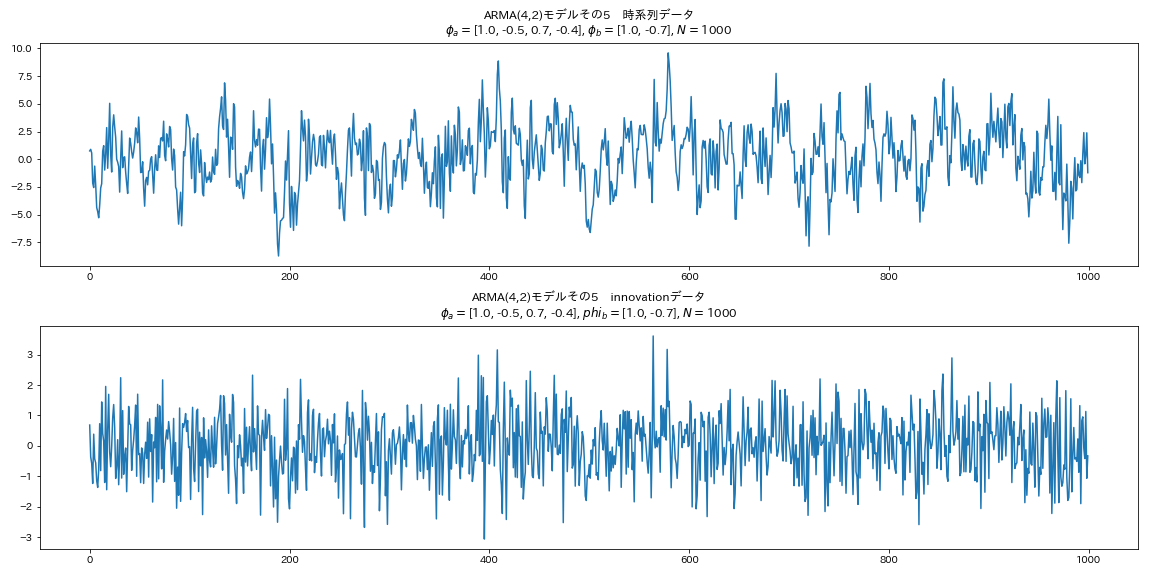 ARMA(4,2)モデルその5　時系列データ
ϕa = [1.0, -0.5, 0.7, -0.4], ϕb = [1.0, -0.7], N = 1000
10.0
7.5
5.0
2.5
0.0
−2.5
−5.0
−7.5
0 200 400 600 800 1000
ARMA(4,2)モデルその5　innovationデータ
ϕa = [1.0, -0.5, 0.7, -0.4], phib = [1.0, -0.7], N = 1000
3
2
1
0
−1
−2
−3
0 200 400 600 800 1000